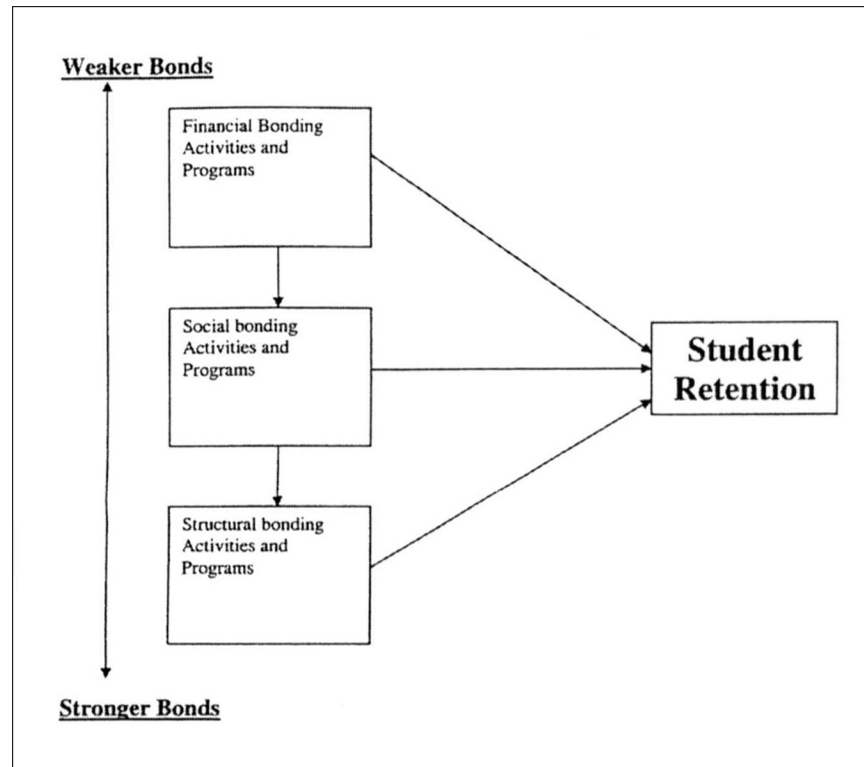 Weaker Bonds
Financial Bonding
Activities and
Programs
Social bonding
Activities and
Programs
Student
Retention
Structural bonding
Activities and
Programs
Stronger Bonds